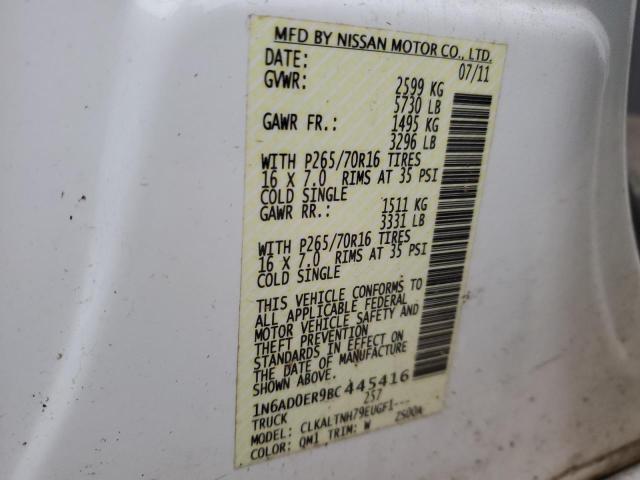 MFD BY NISSAN MOTOR CO., LTD.
DATE: 07/11
GVWR: 2599 KG
5730 LB
GAWR FR.: 1495 KG
3296 LB
WITH P265/70R16 TIRES
16 X 7.0 RIMS AT 35 PSI
COLD SINGLE
GAWR RR.: 1511 KG
3331 LB
WITH P265/70R16 TIRES
16 X 7.0 RIMS AT 35 PSI
COLD SINGLE
THIS VEHICLE CONFORMS TO
ALL APPLICABLE FEDERAL
MOTOR VEHICLE SAFETY AND
THEFT PREVENTION
STANDARDS IN EFFECT ON
THE DATE OF MANUFACTURE
SHOWN ABOVE.
1N6AD0ER9BC445416
TRUCK 257
MODEL: CLKALTNH79EUGF1---
COLOR: QM1 TRIM: W 2S00A